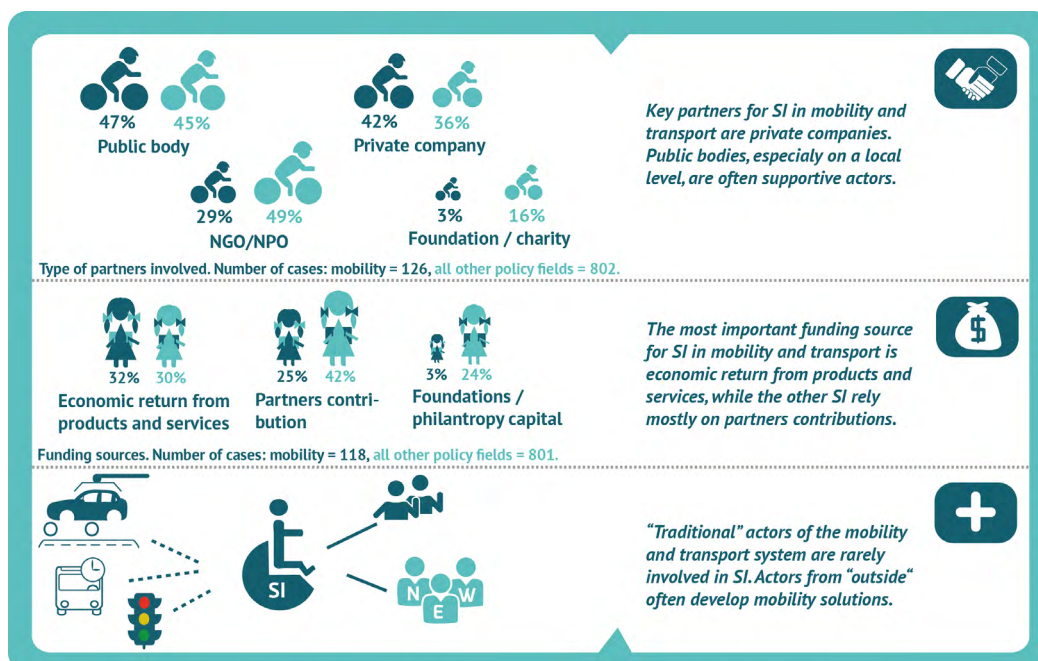 47% 45%
Public body
42% 36%
Private company
29% 49%
NGO/NPO
3% 16%
Foundation / charity
Type of partners involved. Number of cases: mobility = 126, all other policy fields = 802.
Key partners for SI in mobility and
transport are private companies.
Public bodies, especialy on a local
level, are often supportive actors.
32% 30%
Economic return from
products and services
25% 42%
Partners contri-
bution
3% 24%
Foundations /
philantropy capital
Funding sources. Number of cases: mobility = 118, all other policy fields = 801.
$
The most important funding source
for SI in mobility and transport is
economic return from products and
services, while the other SI rely
mostly on partners contributions.
SI
N E W
“Traditional” actors of the mobility
and transport system are rarely
involved in SI. Actors from “outside“
often develop mobility solutions.